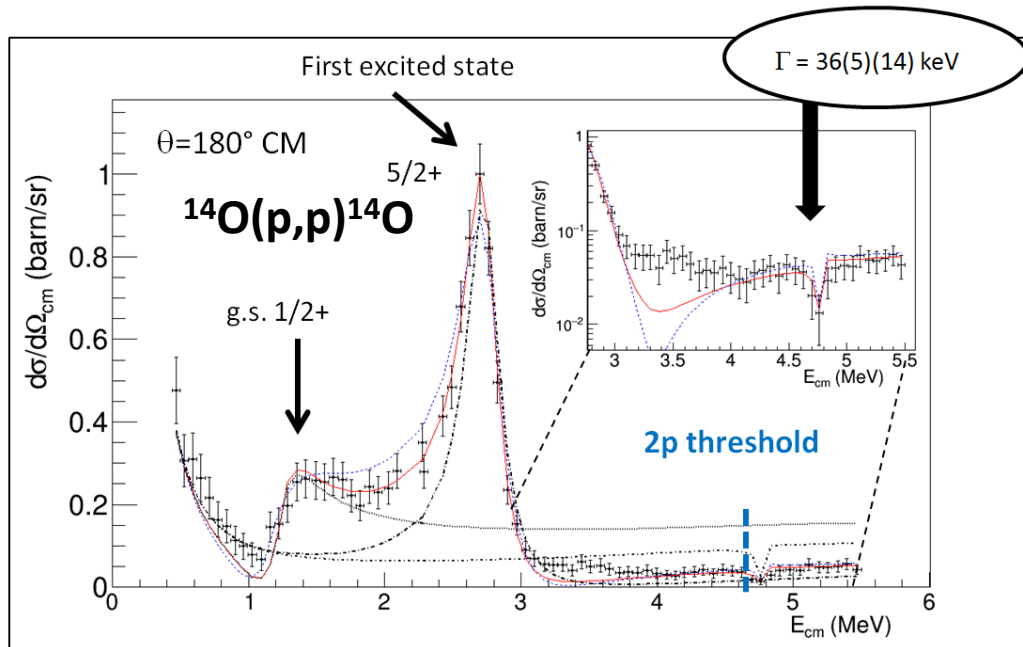 Γ = 36(5)(14) keV
First excited state
θ=180° CM
5/2+
¹⁴O(p,p)¹⁴O
g.s. 1/2+
2p threshold
dσ/dΩcm (barn/sr)
1
0.8
0.6
0.4
0.2
0
0 1 2 3 4 5 6
Ecm (MeV)
dσ/dΩcm (barn/sr)
1
10⁻¹
10⁻²
3 3.5 4 4.5 5 5.5
Ecm (MeV)